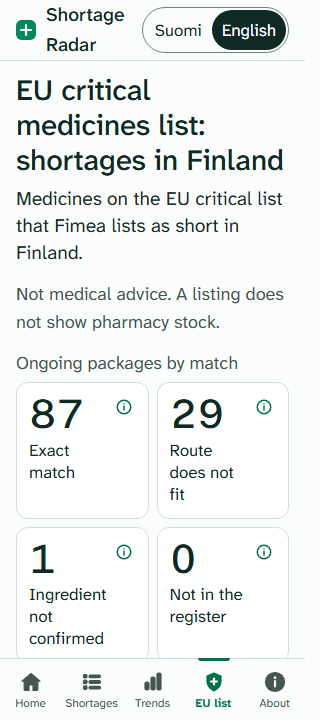 Shortage
Radar
Suomi
English
EU critical
medicines list:
shortages in Finland
Medicines on the EU critical list
that Fimea lists as short in
Finland.
Not medical advice. A listing does
not show pharmacy stock.
Ongoing packages by match
87
Exact
match
29
Route
does not
fit
1
Ingredient
not
confirmed
0
Not in the
register
Home
Shortages
Trends
EU list
About